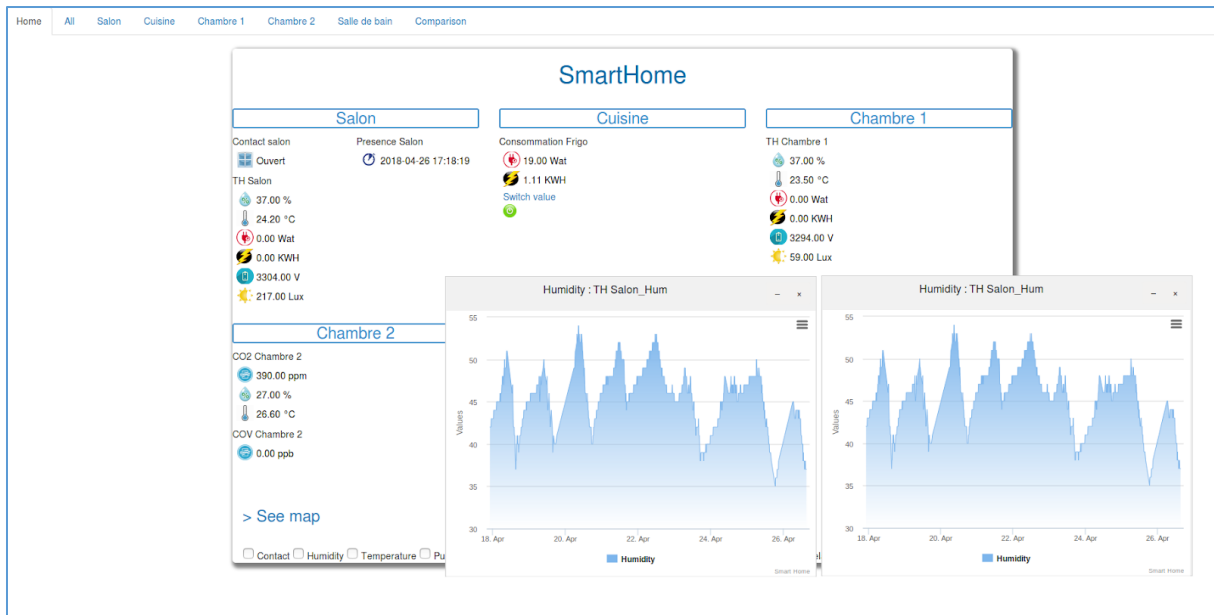 Home All Salon Cuisine Chambre 1 Chambre 2 Salle de bain Comparison
SmartHome
Salon
Contact salon Presence Salon
Ouvert 2018-04-26 17:18:19
TH Salon
37.00 %
24.20 °C
0.00 Wat
0.00 KWH
3304.00 V
217.00 Lux
Cuisine
Consommation Frigo
19.00 Wat
1.11 KWH
Switch value
Chambre 1
TH Chambre 1
37.00 %
23.50 °C
0.00 Wat
0.00 KWH
3294.00 V
59.00 Lux
Chambre 2
CO2 Chambre 2
390.00 ppm
27.00 %
26.60 °C
COV Chambre 2
0.00 ppb
> See map
Contact Humidity Temperature
Humidity : TH Salon_Hum
– ×
55
50
45
40
35
30
Values
18. Apr 20. Apr 22. Apr 24. Apr 26. Apr
Humidity
Smart Home
Humidity : TH Salon_Hum
– ×
55
50
45
40
35
30
Values
18. Apr 20. Apr 22. Apr 24. Apr 26. Apr
Humidity
Smart Home